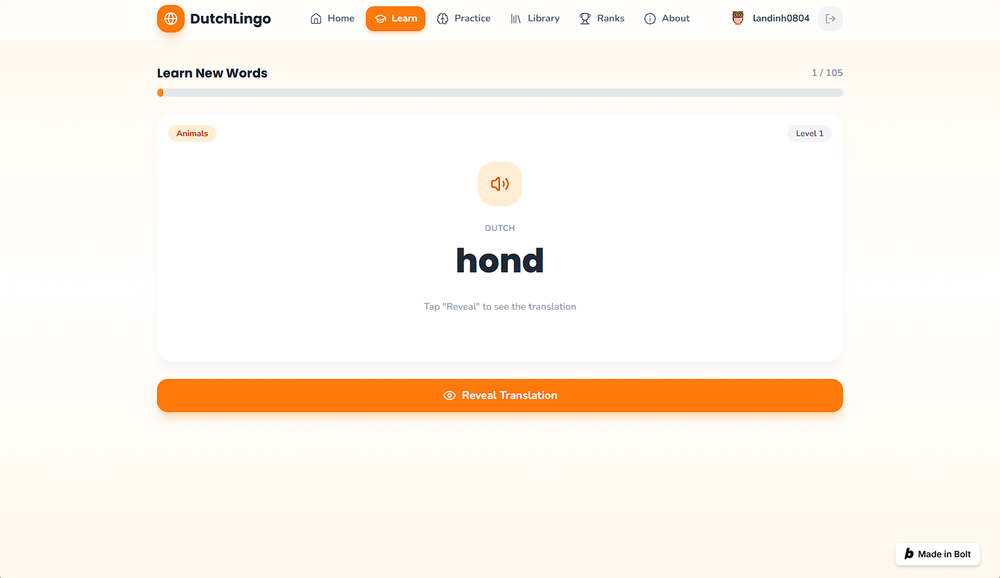 DutchLingo Home Learn Practice Library Ranks About landinh0804
Learn New Words 1 / 105
Animals Level 1
DUTCH
hond
Tap "Reveal" to see the translation
Reveal Translation
b Made in Bolt